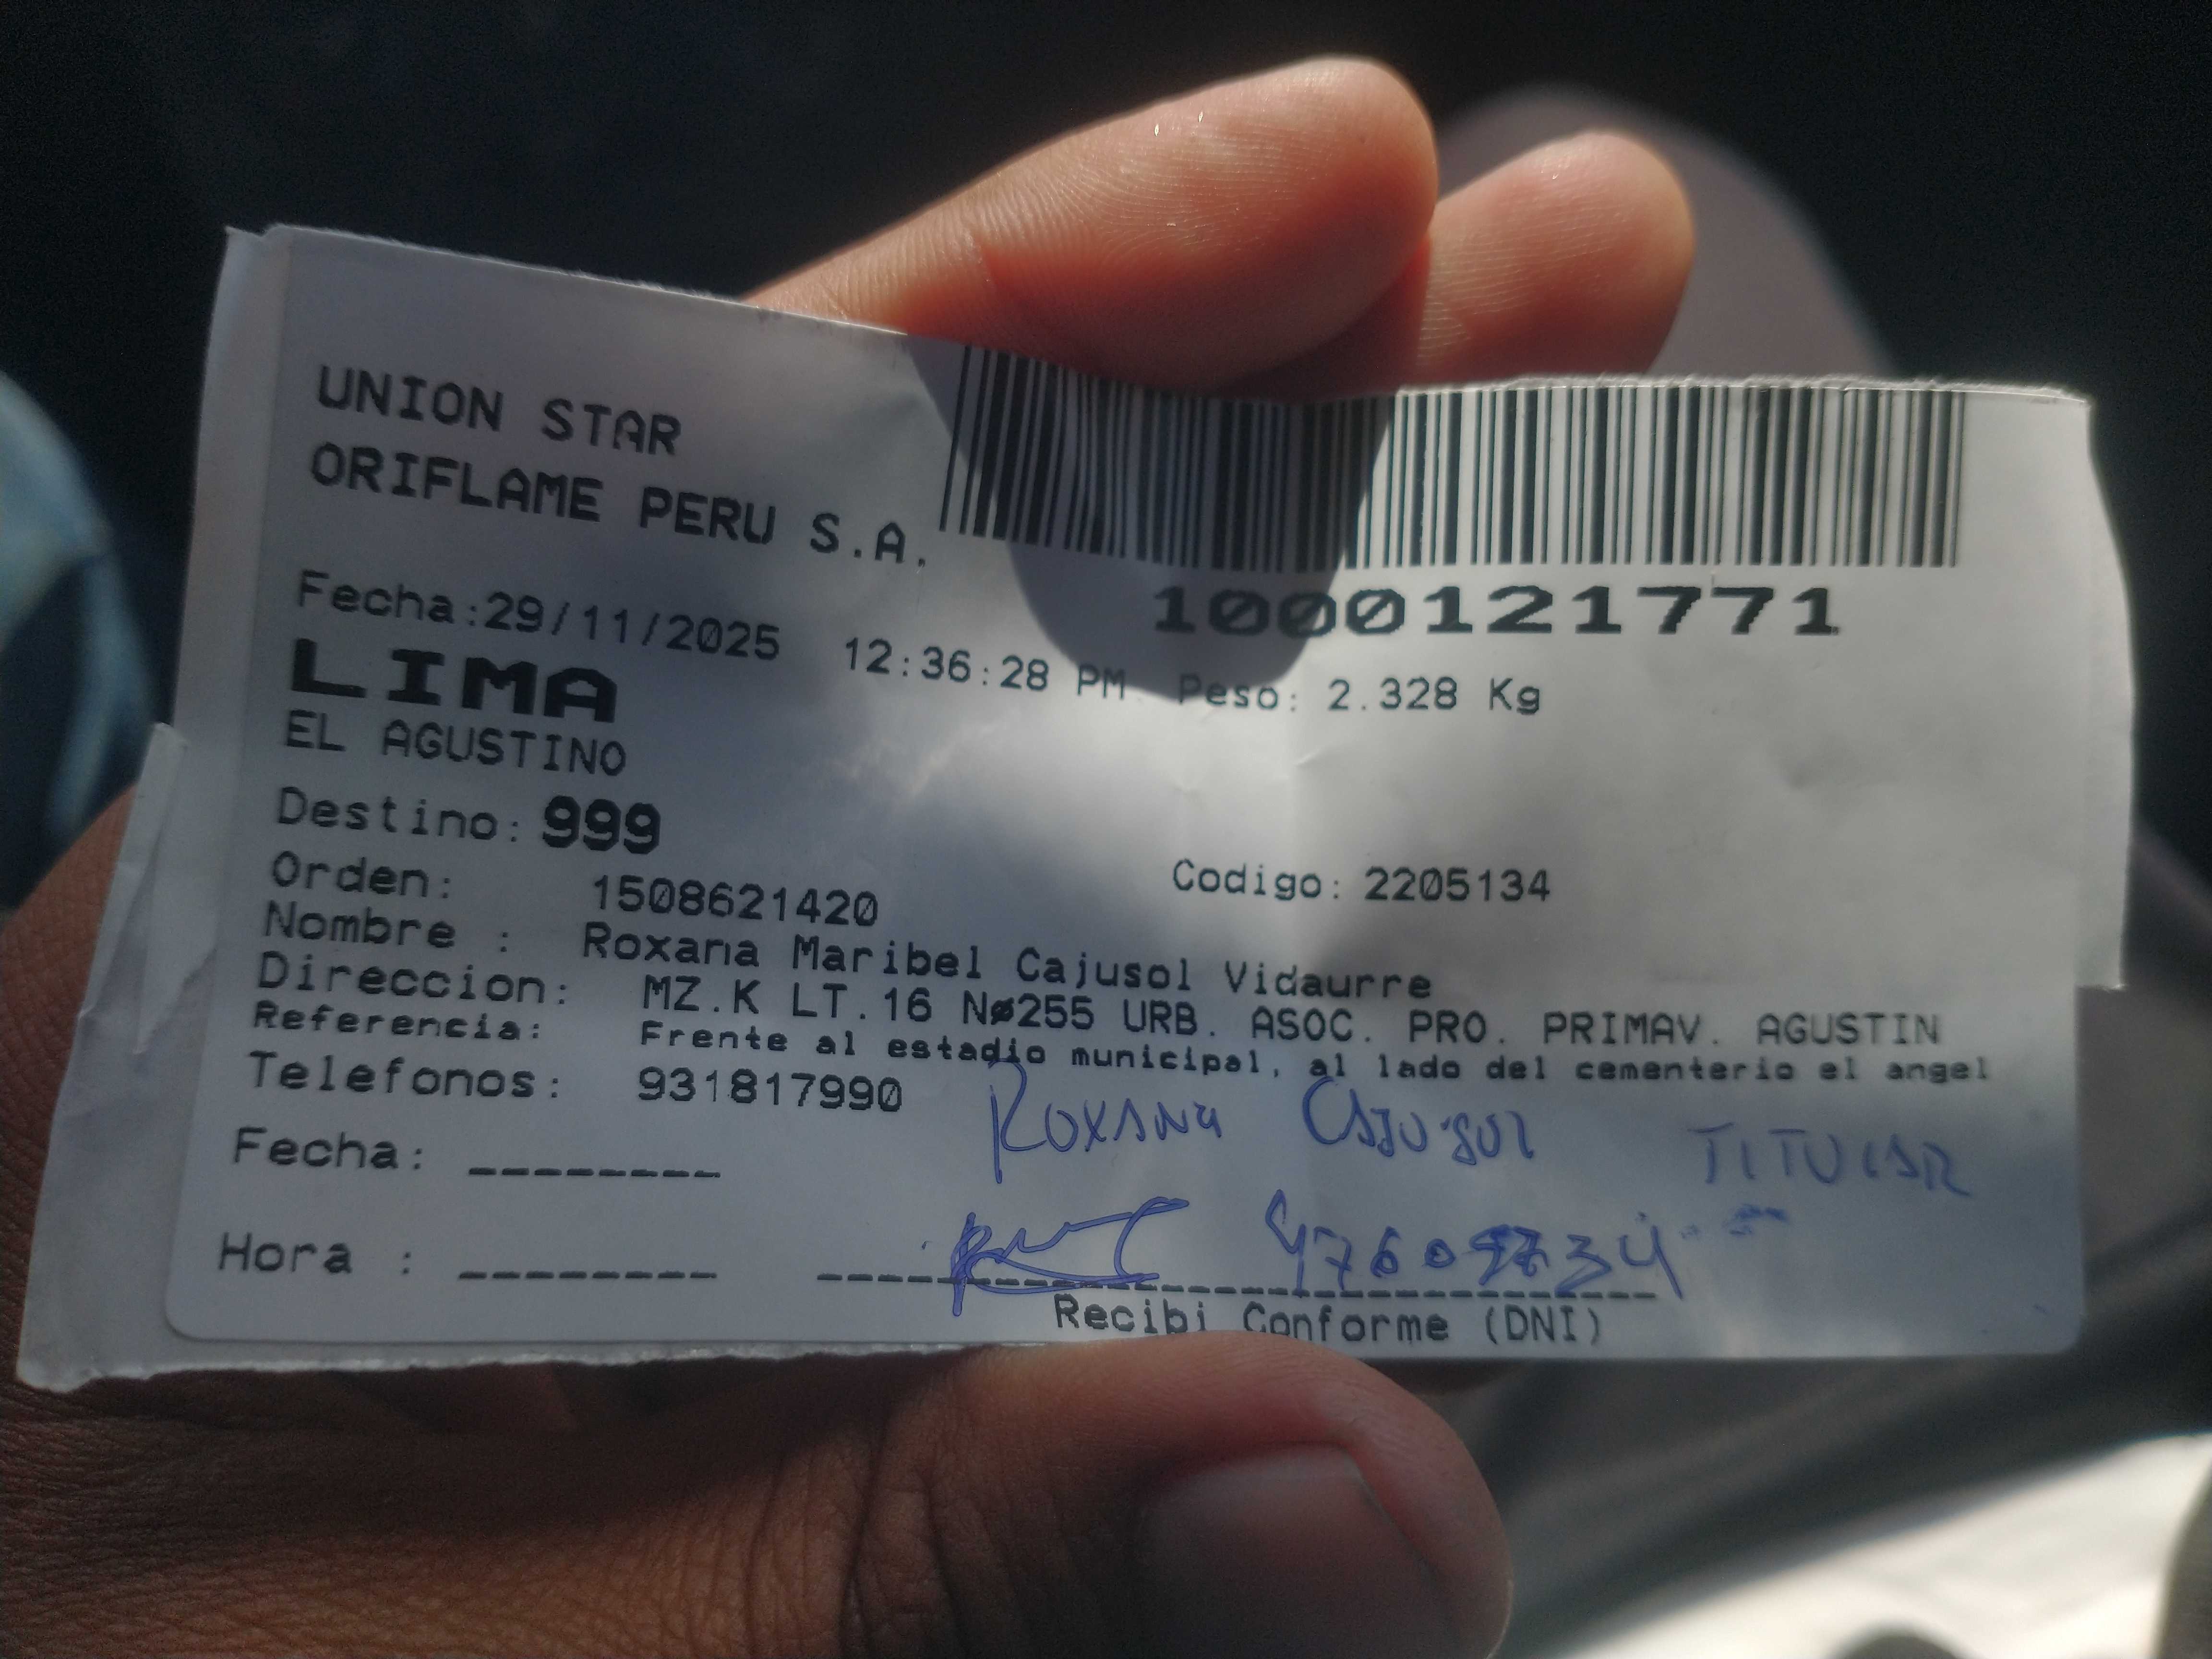 UNION STAR
ORIFLAME PERU S.A.
1000121771
Fecha:29/11/2025 12:36:28 PM Peso: 2.328 Kg
LIMA
EL AGUSTINO
Destino: 999
Orden: 1508621420 Codigo: 2205134
Nombre : Roxana Maribel Cajusol Vidaurre
Direccion: MZ.K LT.16 Nø255 URB. ASOC. PRO. PRIMAV. AGUSTIN
Referencia: Frente al estadio municipal, al lado del cementerio el angel
Telefonos: 931817990
ROXANA CAJUSOL TITULAR
Fecha: ________
Hora : ________
Recibi Conforme (DNI)